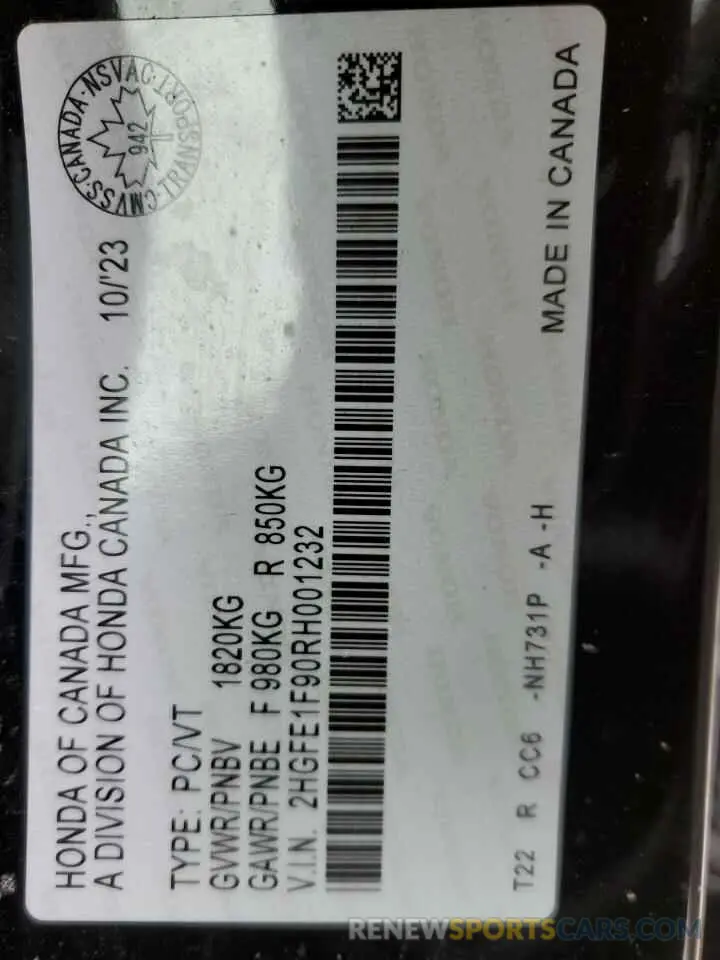 HONDA OF CANADA MFG.,
A DIVISION OF HONDA CANADA INC. 10/'23
CMVSS·CANADA·NSVAC·TRANSPORT
942
TYPE: PC/VT
GVWR/PNBV 1820KG
GAWR/PNBE F 980KG R 850KG
V.I.N. 2HGFE1F90RH001232
T22 R CC6 -NH731P -A -H
MADE IN CANADA
RENEWSPORTSCARS.COM